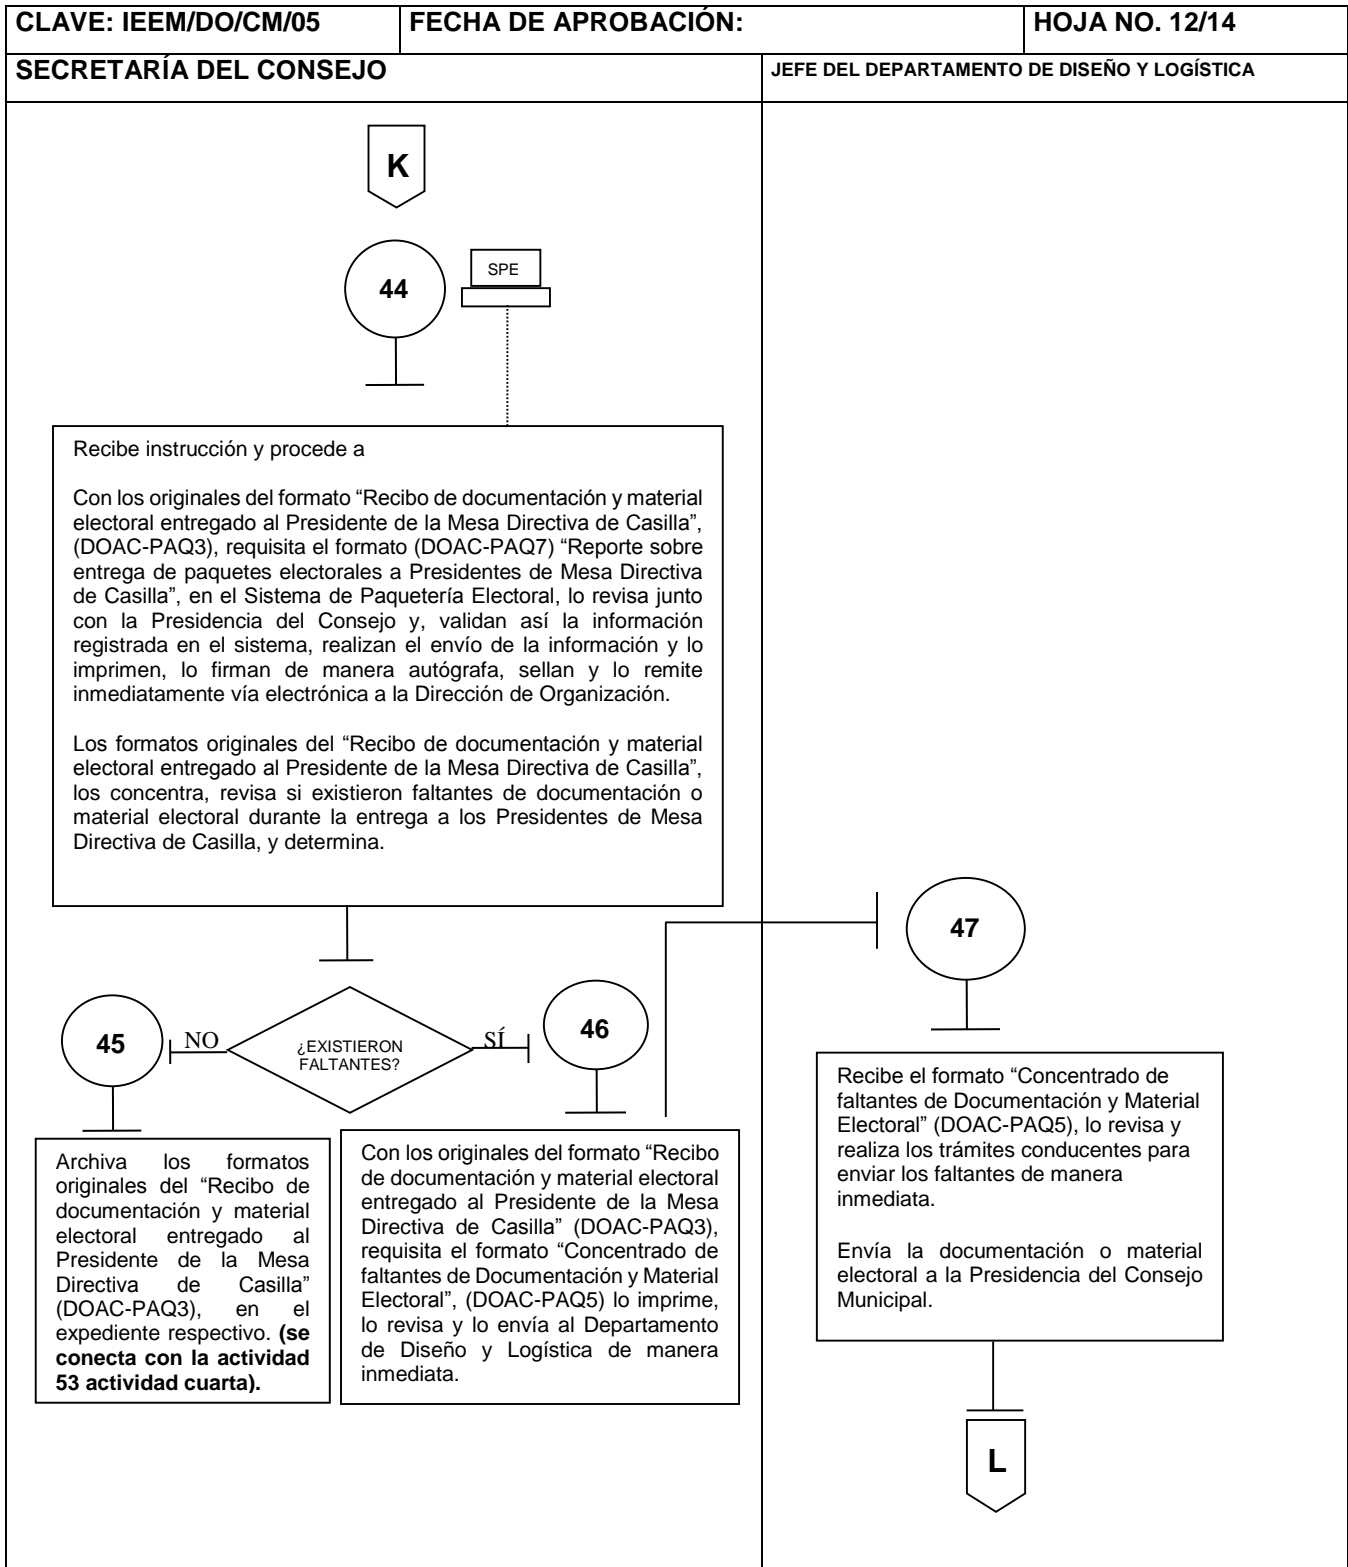 CLAVE: IEEM/DO/CM/05
FECHA DE APROBACIÓN:
HOJA NO. 12/14
SECRETARÍA DEL CONSEJO
JEFE DEL DEPARTAMENTO DE DISEÑO Y LOGÍSTICA
K
44
SPE
Recibe instrucción y procede a
Con los originales del formato “Recibo de documentación y material
electoral entregado al Presidente de la Mesa Directiva de Casilla”,
(DOAC-PAQ3), requisita el formato (DOAC-PAQ7) “Reporte sobre
entrega de paquetes electorales a Presidentes de Mesa Directiva
de Casilla”, en el Sistema de Paquetería Electoral, lo revisa junto
con la Presidencia del Consejo y, validan así la información
registrada en el sistema, realizan el envío de la información y lo
imprimen, lo firman de manera autógrafa, sellan y lo remite
inmediatamente vía electrónica a la Dirección de Organización.
Los formatos originales del “Recibo de documentación y material
electoral entregado al Presidente de la Mesa Directiva de Casilla”,
los concentra, revisa si existieron faltantes de documentación o
material electoral durante la entrega a los Presidentes de Mesa
Directiva de Casilla, y determina.
45
NO
¿EXISTIERON
FALTANTES?
SÍ
46
47
Archiva los formatos
originales del “Recibo de
documentación y material
electoral entregado al
Presidente de la Mesa
Directiva de Casilla”
(DOAC-PAQ3), en el
expediente respectivo. (se
conecta con la actividad
53 actividad cuarta).
Con los originales del formato “Recibo
de documentación y material electoral
entregado al Presidente de la Mesa
Directiva de Casilla” (DOAC-PAQ3),
requisita el formato “Concentrado de
faltantes de Documentación y Material
Electoral”, (DOAC-PAQ5) lo imprime,
lo revisa y lo envía al Departamento
de Diseño y Logística de manera
inmediata.
Recibe el formato “Concentrado de
faltantes de Documentación y Material
Electoral” (DOAC-PAQ5), lo revisa y
realiza los trámites conducentes para
enviar los faltantes de manera
inmediata.
Envía la documentación o material
electoral a la Presidencia del Consejo
Municipal.
L